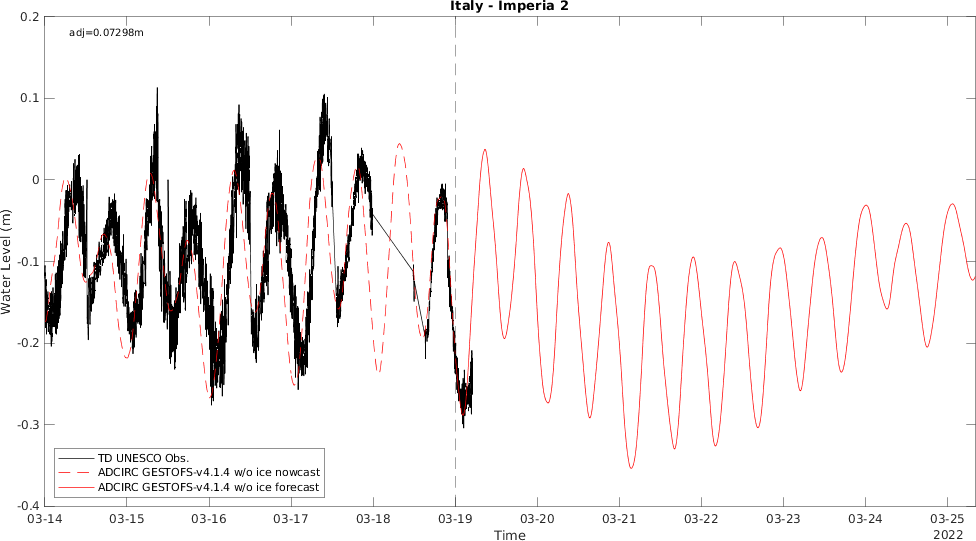 Italy - Imperia 2
adj=0.07298m
0.2
0.1
0
-0.1
-0.2
-0.3
-0.4
Water Level (m)
TD UNESCO Obs.
ADCIRC GESTOFS-v4.1.4 w/o ice nowcast
ADCIRC GESTOFS-v4.1.4 w/o ice forecast
03-14 03-15 03-16 03-17 03-18 03-19 03-20 03-21 03-22 03-23 03-24 03-25
Time
2022